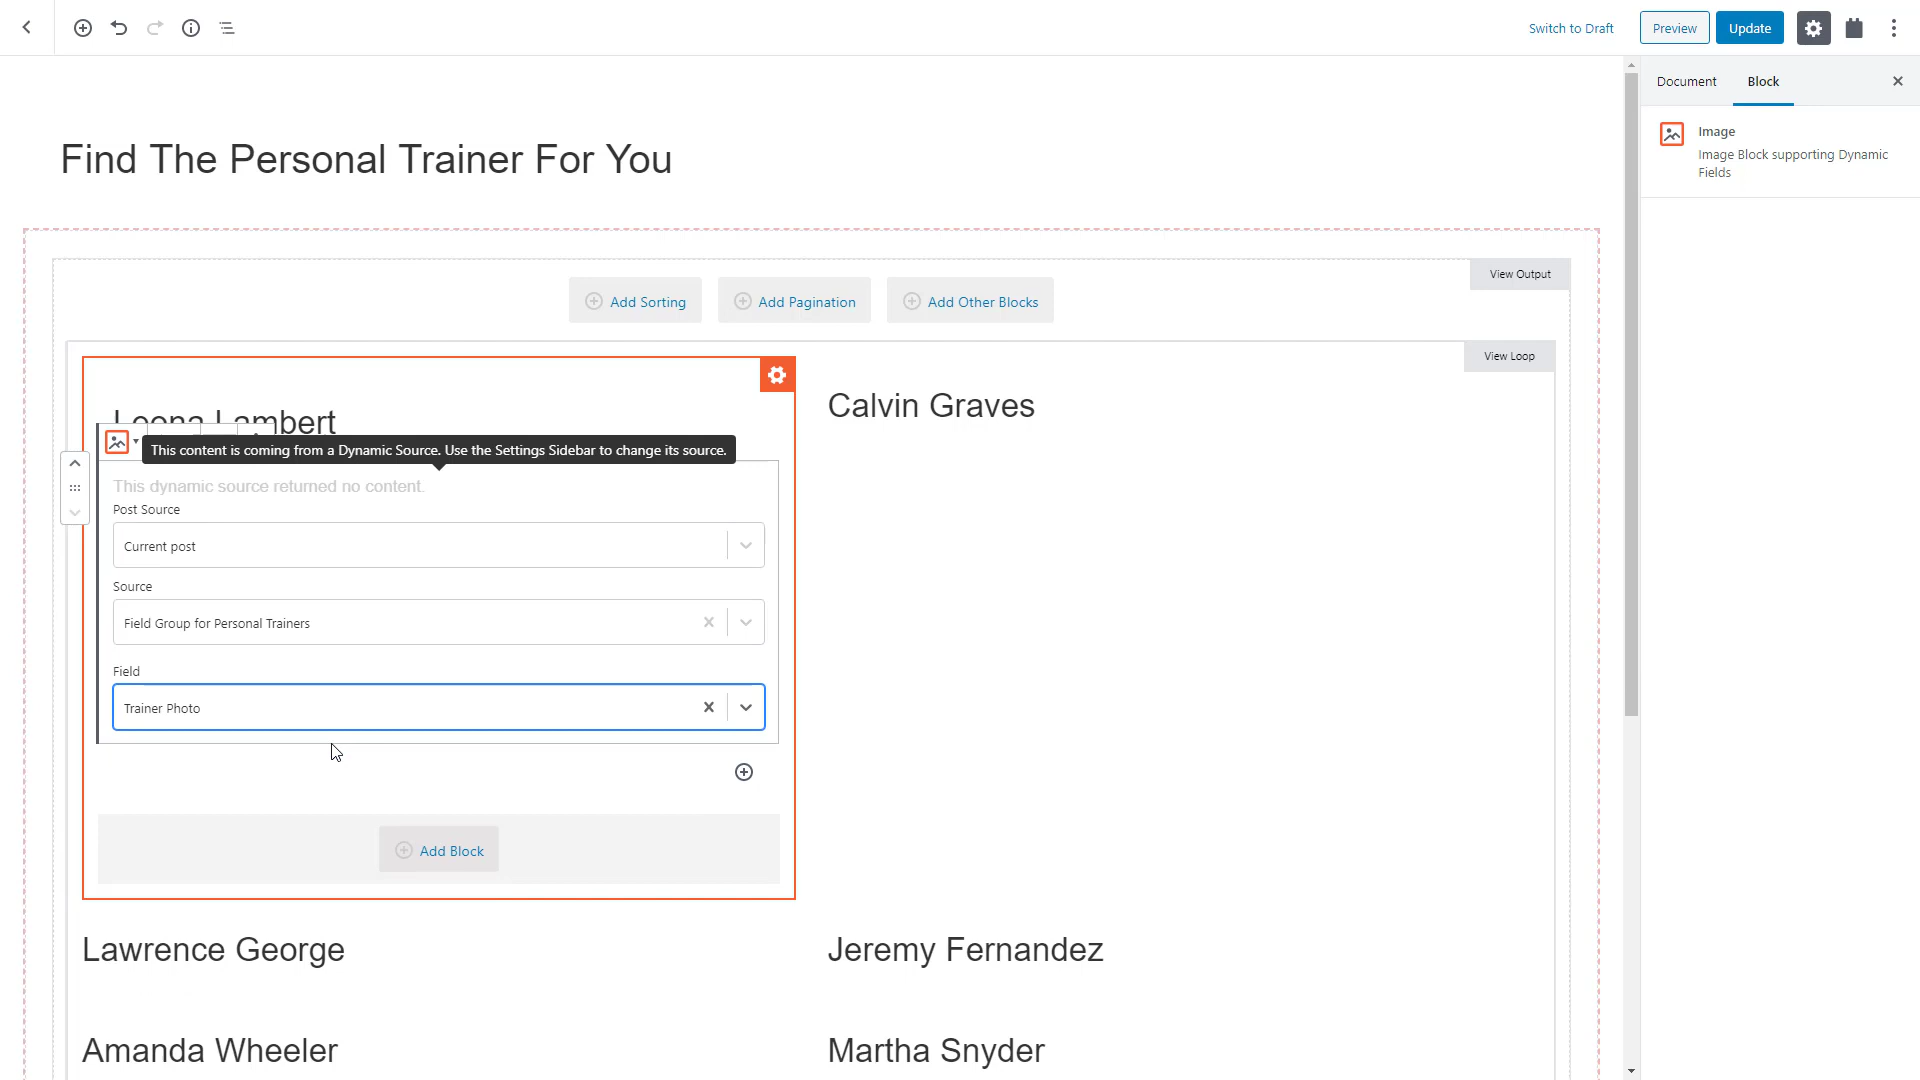 Switch to Draft
Preview
Update
Document
Block
Image
Image Block supporting Dynamic
Fields
Find The Personal Trainer For You
View Output
Add Sorting
Add Pagination
Add Other Blocks
View Loop
Leona Lambert
Calvin Graves
This content is coming from a Dynamic Source. Use the Settings Sidebar to change its source.
This dynamic source returned no content.
Post Source
Current post
Source
Field Group for Personal Trainers
Field
Trainer Photo
Add Block
Lawrence George
Jeremy Fernandez
Amanda Wheeler
Martha Snyder